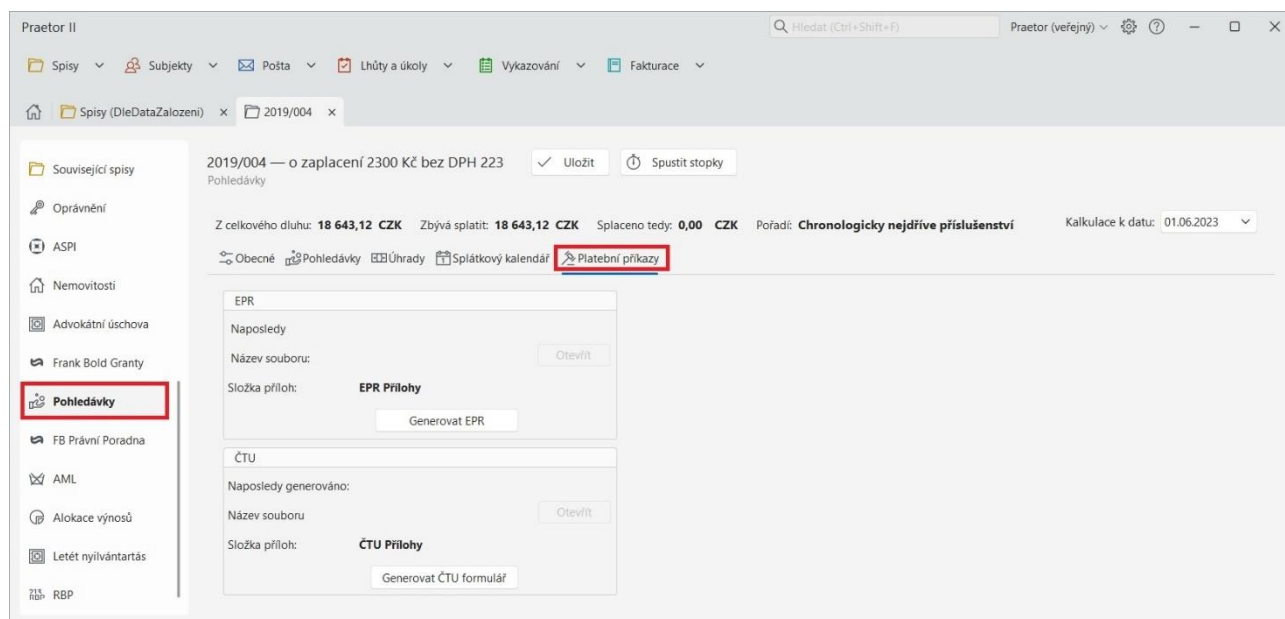 Praetor II
Hledat (Ctrl+Shift+F)
Praetor (veřejný)
Spisy Subjekty Pošta Lhůty a úkoly Vykazování Fakturace
Spisy (DleDataZalozeni) 2019/004
Související spisy
Oprávnění
ASPI
Nemovitosti
Advokátní úschova
Frank Bold Granty
Pohledávky
FB Právní Poradna
AML
Alokace výnosů
Letét nyilvántartás
RBP
2019/004 — o zaplacení 2300 Kč bez DPH 223 Uložit Spustit stopky
Pohledávky
Z celkového dluhu: 18 643,12 CZK Zbývá splatit: 18 643,12 CZK Splaceno tedy: 0,00 CZK Pořadí: Chronologicky nejdříve příslušenství Kalkulace k datu: 01.06.2023
Obecné Pohledávky Úhrady Splátkový kalendář Platební příkazy
EPR
Naposledy
Název souboru: Otevřít
Složka příloh: EPR Přílohy
Generovat EPR
ČTU
Naposledy generováno:
Název souboru Otevřít
Složka příloh: ČTU Přílohy
Generovat ČTU formulář